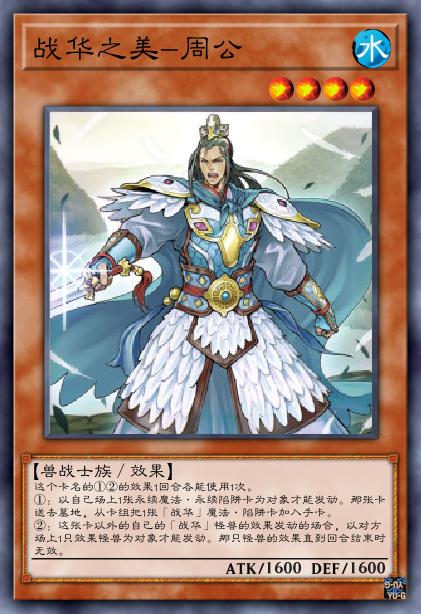 战华之美-周公
水
【兽战士族/效果】
这个卡名的①②的效果1回合各能使用1次。
①：以自己场上1张永续魔法·永续陷阱卡为对象才能发动。那张卡
送去墓地，从卡组把1张「战华」魔法·陷阱卡加入手卡。
②：这张卡以外的自己的「战华」怪兽的效果发动的场合，以对方
场上1只效果怪兽为对象才能发动。那只怪兽的效果直到回合结束时
无效。
ATK/1600 DEF/1600